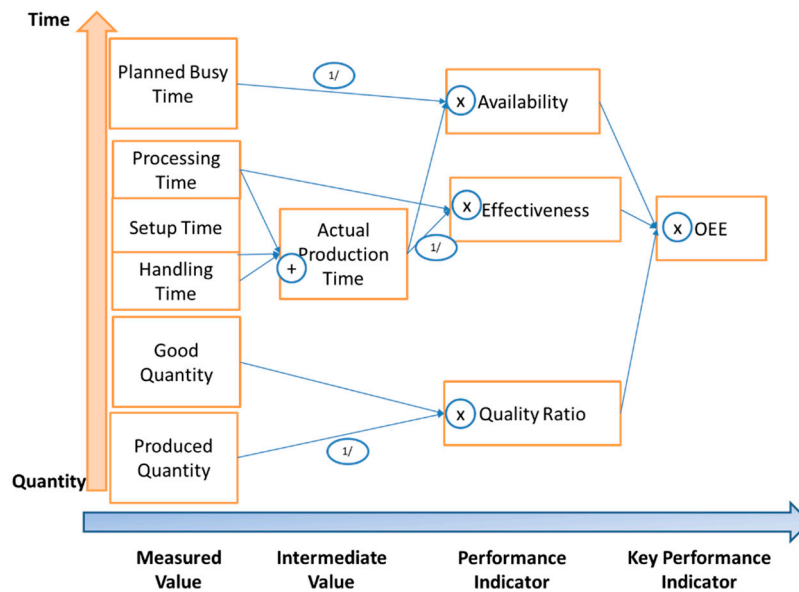 Time
Planned Busy
Time
1/
x Availability
Processing
Time
Setup Time
Handling
Time
+
Actual
Production
Time
1/
x Effectiveness
x OEE
Good
Quantity
Produced
Quantity
1/
x Quality Ratio
Quantity
Measured
Value
Intermediate
Value
Performance
Indicator
Key Performance
Indicator